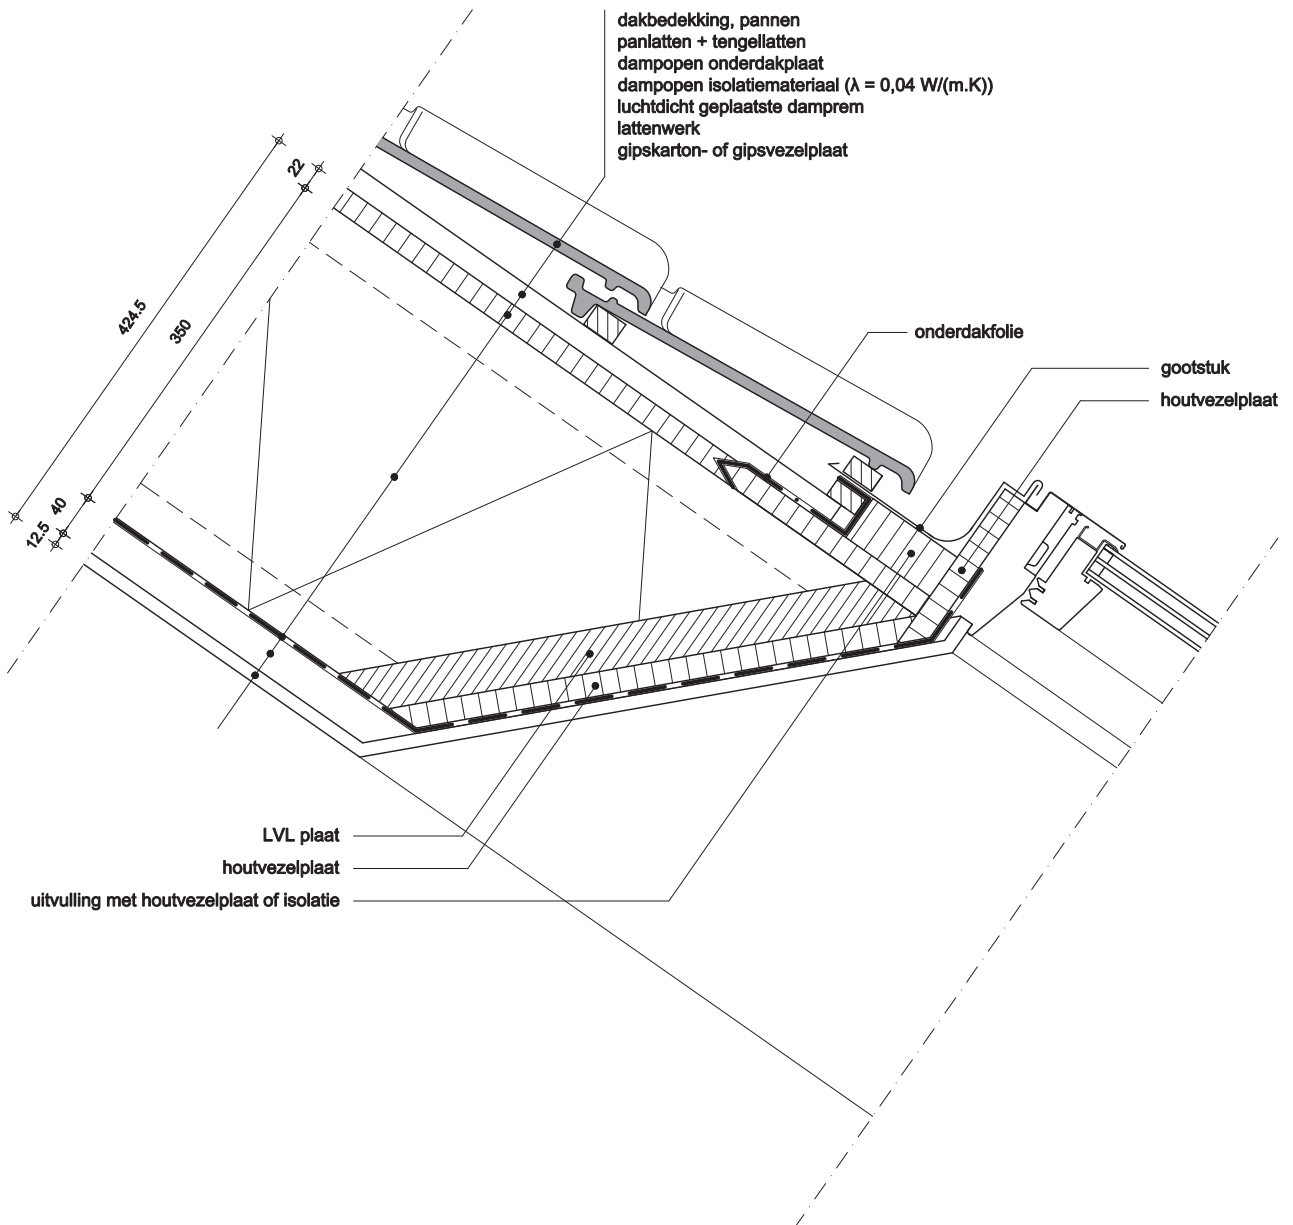 dakbedekking, pannen
panlatten + tengellatten
dampopen onderdakplaat
dampopen isolatiemateriaal (λ = 0,04 W/(m.K))
luchtdicht geplaatste damprem
lattenwerk
gipskarton- of gipsvezelplaat
22
424.5
350
40
12.5
onderdakfolie
gootstuk
houtvezelplaat
LVL plaat
houtvezelplaat
uitvulling met houtvezelplaat of isolatie